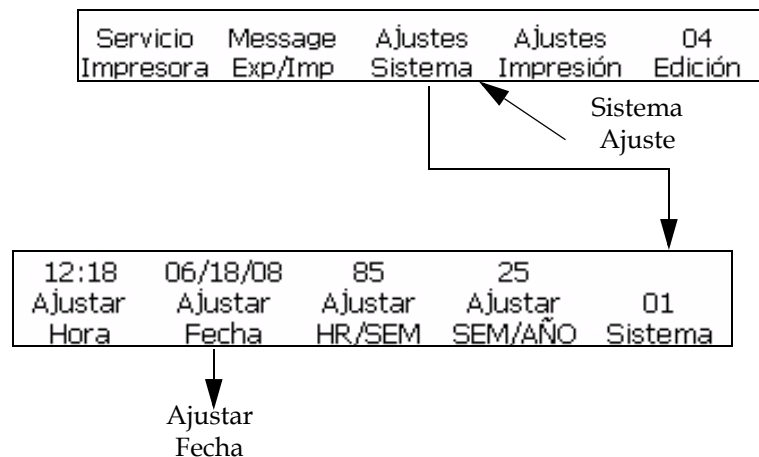 Servicio Message Ajustes Ajustes 04
Impresora Exp/Imp Sistema Impresión Edición
Sistema
Ajuste
12:18 06/18/08 85 25
Ajustar Ajustar Ajustar Ajustar 01
Hora Fecha HR/SEM SEM/AÑO Sistema
Ajustar
Fecha